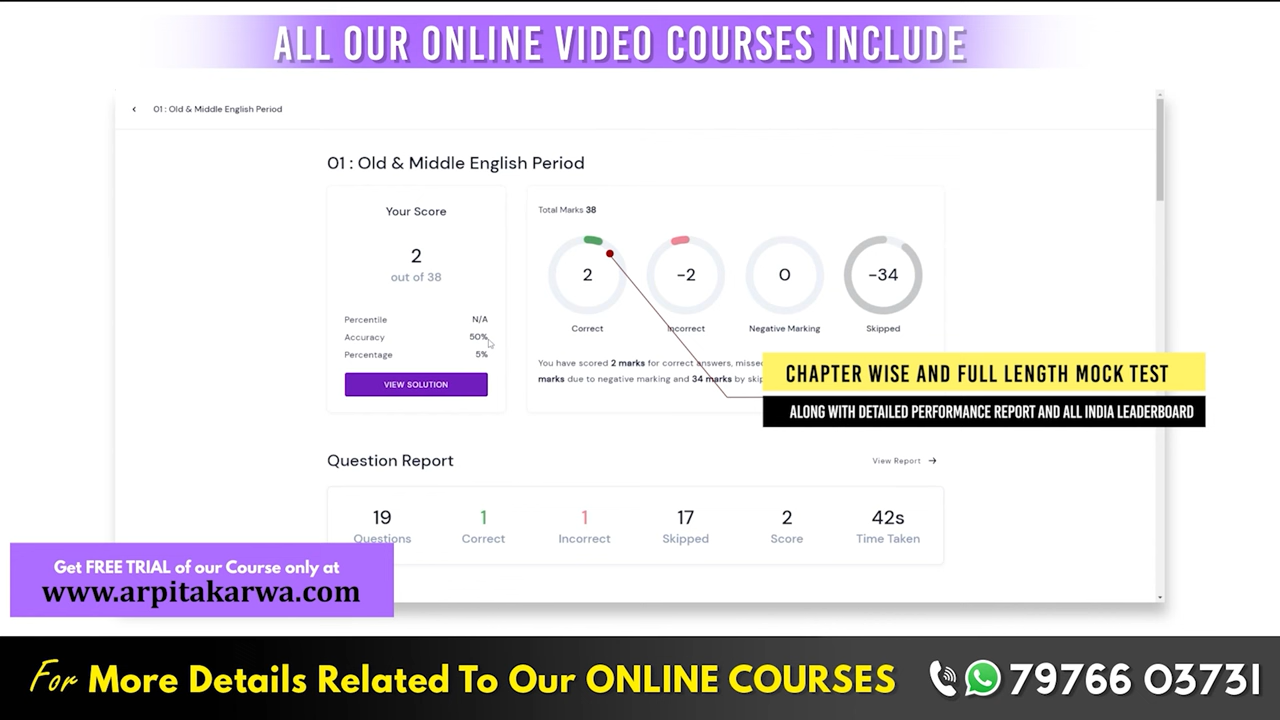 ALL OUR ONLINE VIDEO COURSES INCLUDE
01 : Old & Middle English Period
01 : Old & Middle English Period
Your Score
2
out of 38
Percentile N/A
Accuracy 50%
Percentage 5%
VIEW SOLUTION
Total Marks 38
2 -2 0 -34
Correct Incorrect Negative Marking Skipped
You have scored 2 marks for correct answers, missed
marks due to negative marking and 34 marks by
CHAPTER WISE AND FULL LENGTH MOCK TEST
ALONG WITH DETAILED PERFORMANCE REPORT AND ALL INDIA LEADERBOARD
Question Report
View Report →
19 1 1 17 2 42s
Questions Correct Incorrect Skipped Score Time Taken
Get FREE TRIAL of our Course only at
www.arpitakarwa.com
For More Details Related To Our ONLINE COURSES 79766 03731